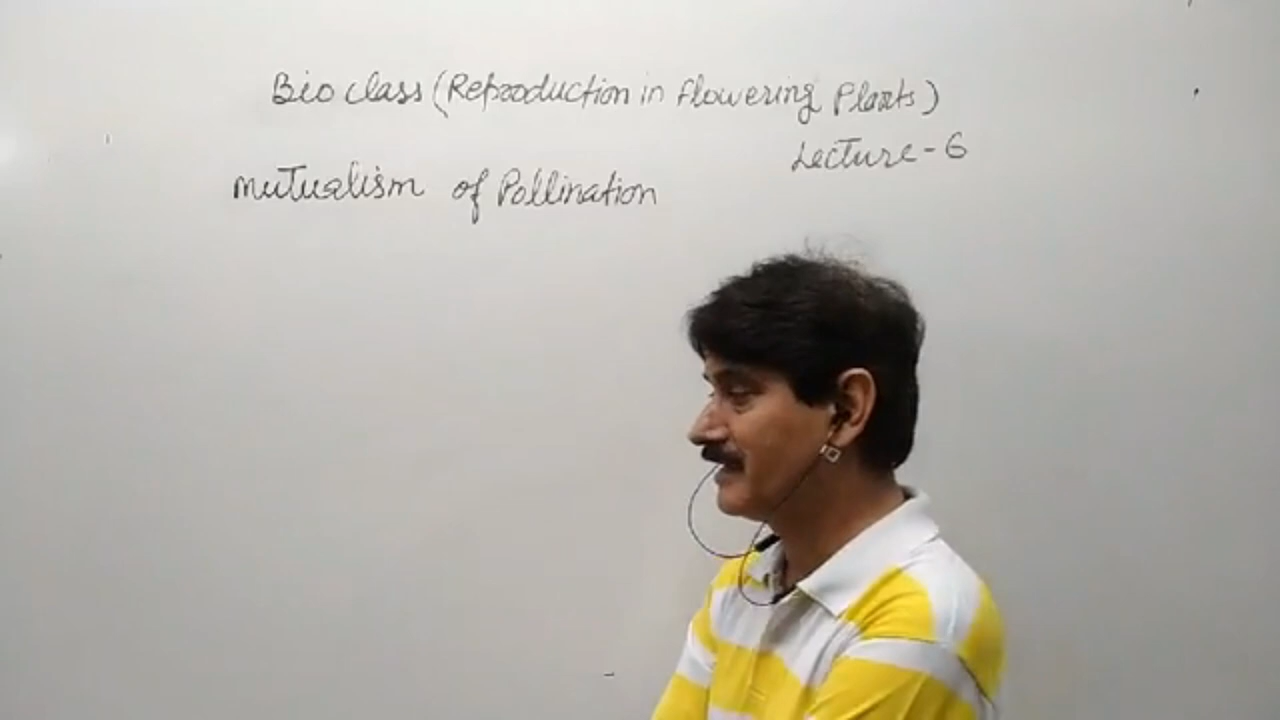 Bio class (Reproduction in flowering Plants)
Lecture-6
mutualism of Pollination